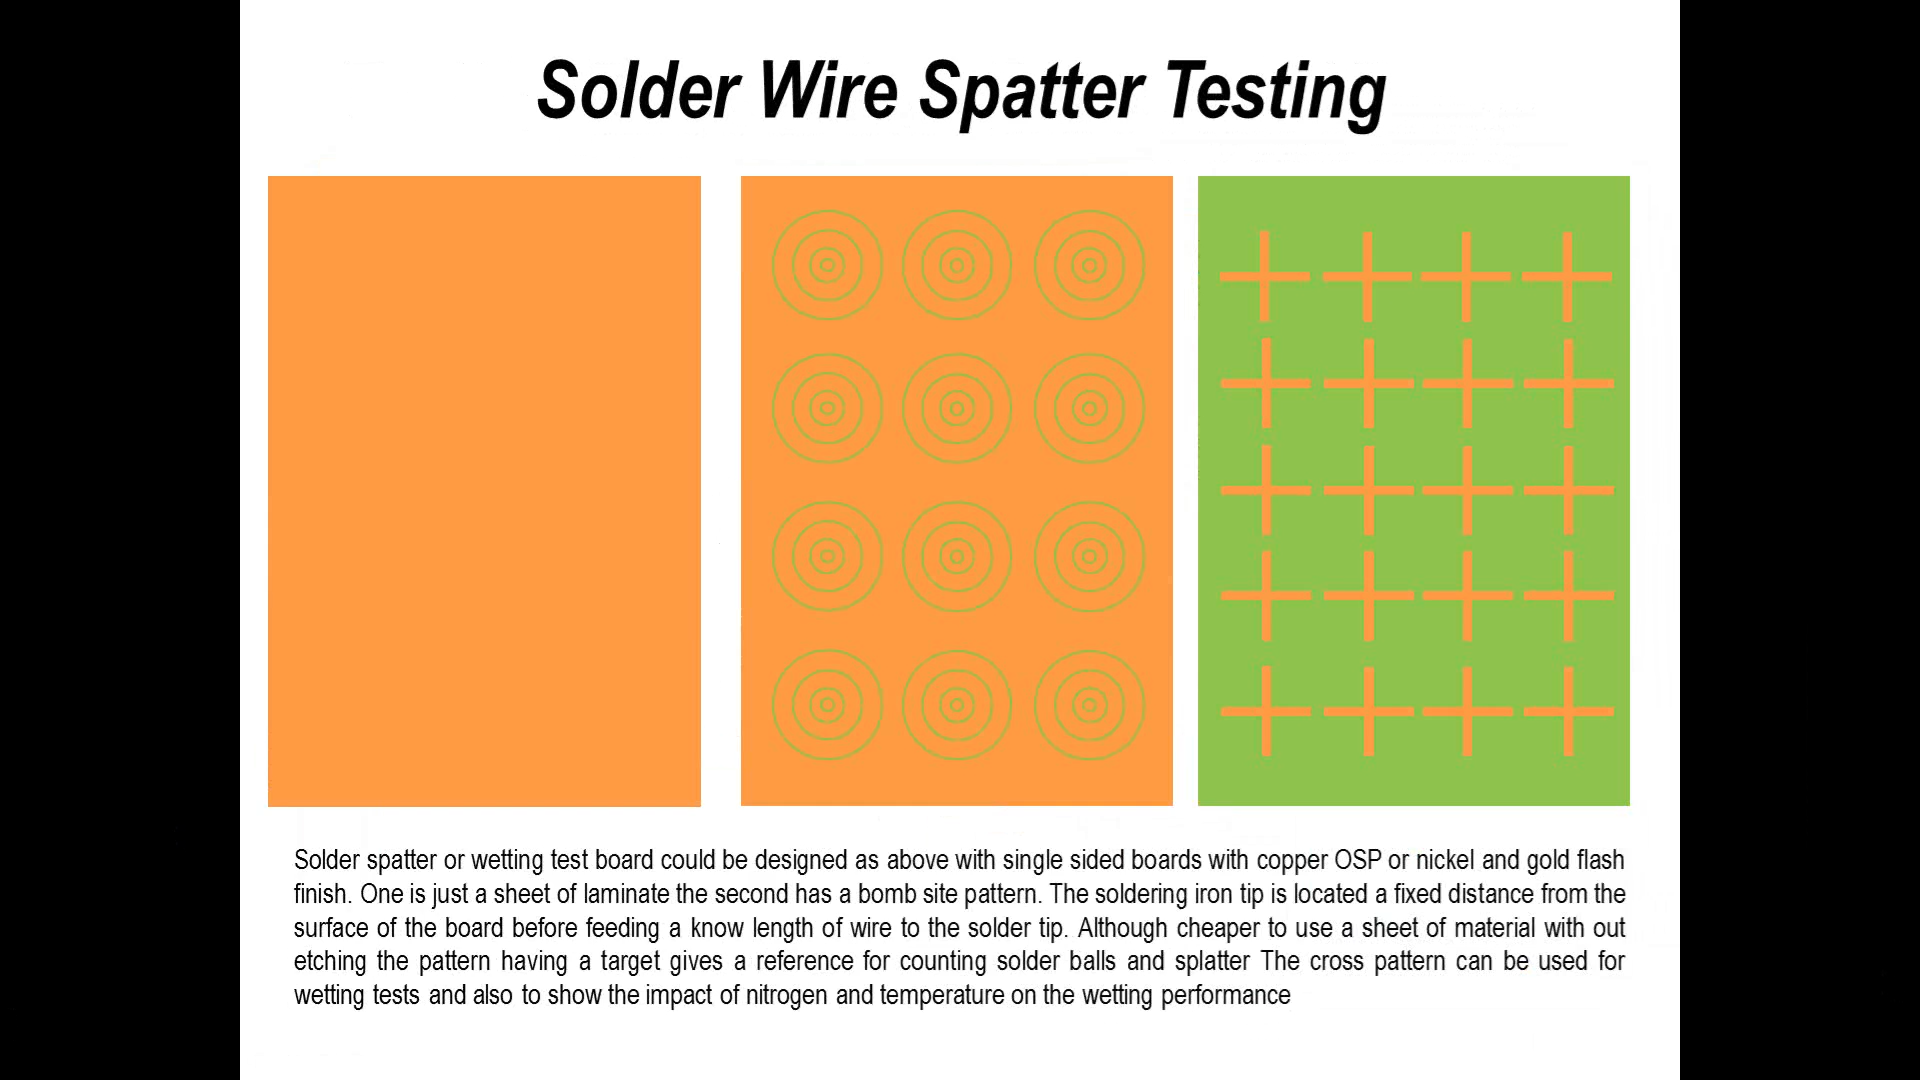 Solder Wire Spatter Testing
Solder spatter or wetting test board could be designed as above with single sided boards with copper OSP or nickel and gold flash
finish. One is just a sheet of laminate the second has a bomb site pattern. The soldering iron tip is located a fixed distance from the
surface of the board before feeding a know length of wire to the solder tip. Although cheaper to use a sheet of material with out
etching the pattern having a target gives a reference for counting solder balls and splatter The cross pattern can be used for
wetting tests and also to show the impact of nitrogen and temperature on the wetting performance